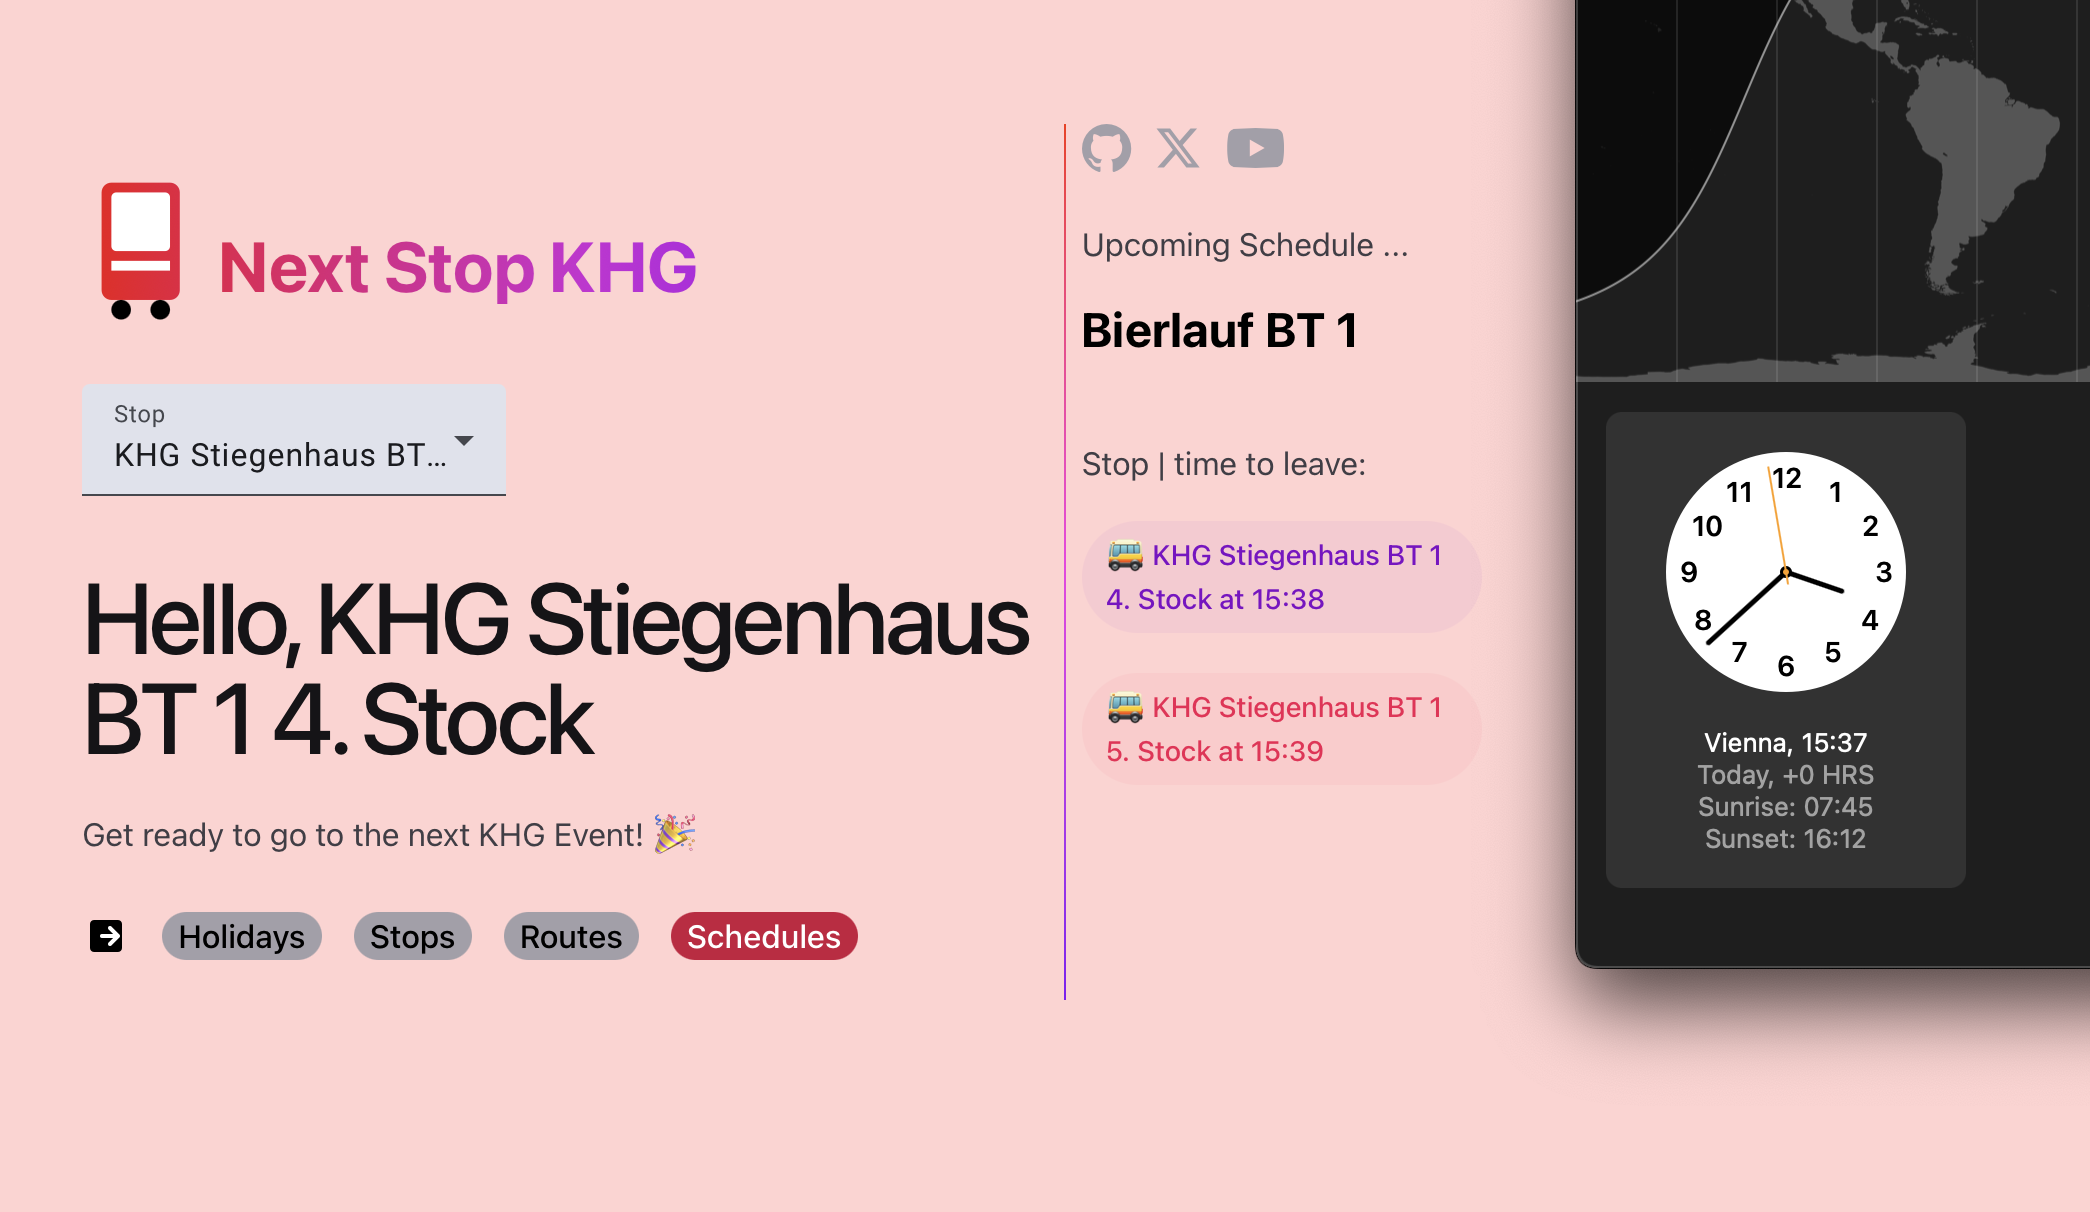 Next Stop KHG
Stop
KHG Stiegenhaus BT...
Hello, KHG Stiegenhaus
BT 1 4. Stock
Get ready to go to the next KHG Event! 🎉
Holidays
Stops
Routes
Schedules
Upcoming Schedule ...
Bierlauf BT 1
Stop | time to leave:
🚌 KHG Stiegenhaus BT 1
4. Stock at 15:38
🚌 KHG Stiegenhaus BT 1
5. Stock at 15:39
12
1
2
3
4
5
6
7
8
9
10
11
Vienna, 15:37
Today, +0 HRS
Sunrise: 07:45
Sunset: 16:12